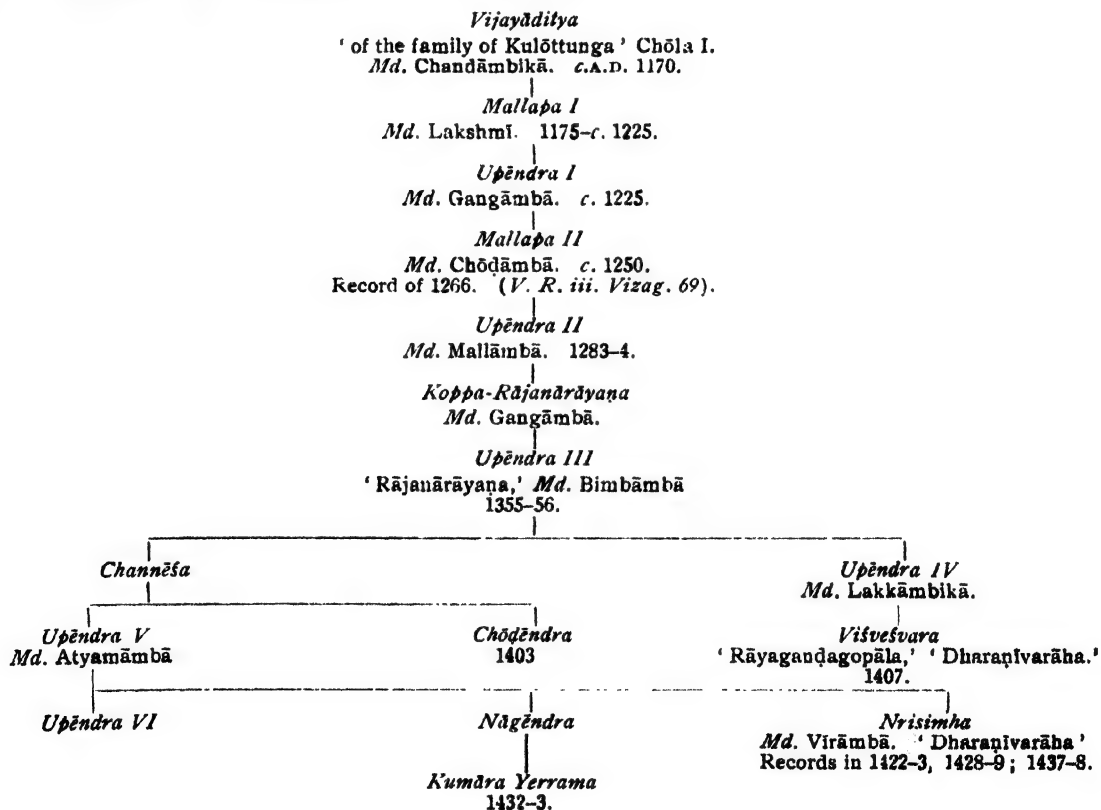 Vijayāditya
' of the family of Kulōttunga ' Chōla I.
Md. Chandāmbikā. c.A.D. 1170.
Mallapa I
Md. Lakshmī. 1175–c. 1225.
Upēndra I
Md. Gangāmbā. c. 1225.
Mallapa II
Md. Chōḍāmbā. c. 1250.
Record of 1266. (V. R. iii. Vizag. 69).
Upēndra II
Md. Mallāmbā. 1283–4.
Koppa-Rājanārāyaṇa
Md. Gangāmbā.
Upēndra III
' Rājanārāyaṇa,' Md. Bimbāmbā
1355–56.
Channēśa Upēndra IV
Md. Lakkāmbikā.
Upēndra V Chōḍēndra Viśveśvara
Md. Atyamāmbā 1403 ' Rāyagaṇḍagopāla,' ' Dharaṇīvarāha.'
1407.
Upēndra VI Nāgēndra Nrisimha
Md. Vīrāmbā. ' Dharaṇīvarāha '
Records in 1422–3, 1428–9 ; 1437–8.
Kumāra Yerrama
1432–3.